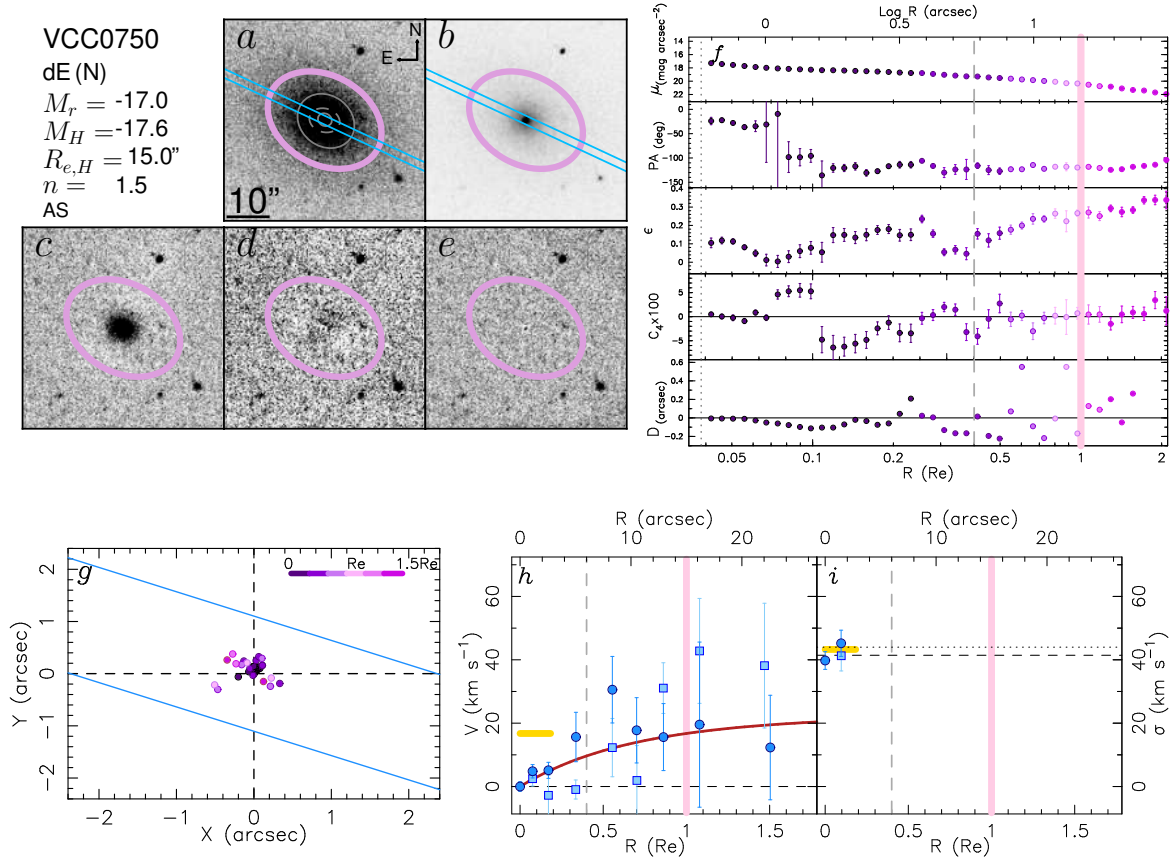 VCC0750
dE (N)
M_r = -17.0
M_H = -17.6
R_{e,H} = 15.0"
n = 1.5
AS
a
N
E
10"
b
c
d
e
Log R (arcsec)
0 0.5 1
f
μ(mag arcsec⁻²)
14
16
18
20
22
PA (deg)
0
−50
−100
−150
ϵ
0.4
0.3
0.2
0.1
0
C₄x100
5
0
−5
D (arcsec)
0.6
0.4
0.2
0
−0.2
0.05 0.1 0.2 0.5 1 2
R (Re)
g
0 Re 1.5Re
Y (arcsec)
2
1
0
−1
−2
−2 −1 0 1 2
X (arcsec)
R (arcsec)
0 10 20
h
V (km s⁻¹)
60
40
20
0
0 0.5 1 1.5
R (Re)
R (arcsec)
0 10 20
i
60
40
20
0
σ (km s⁻¹)
0 0.5 1 1.5
R (Re)